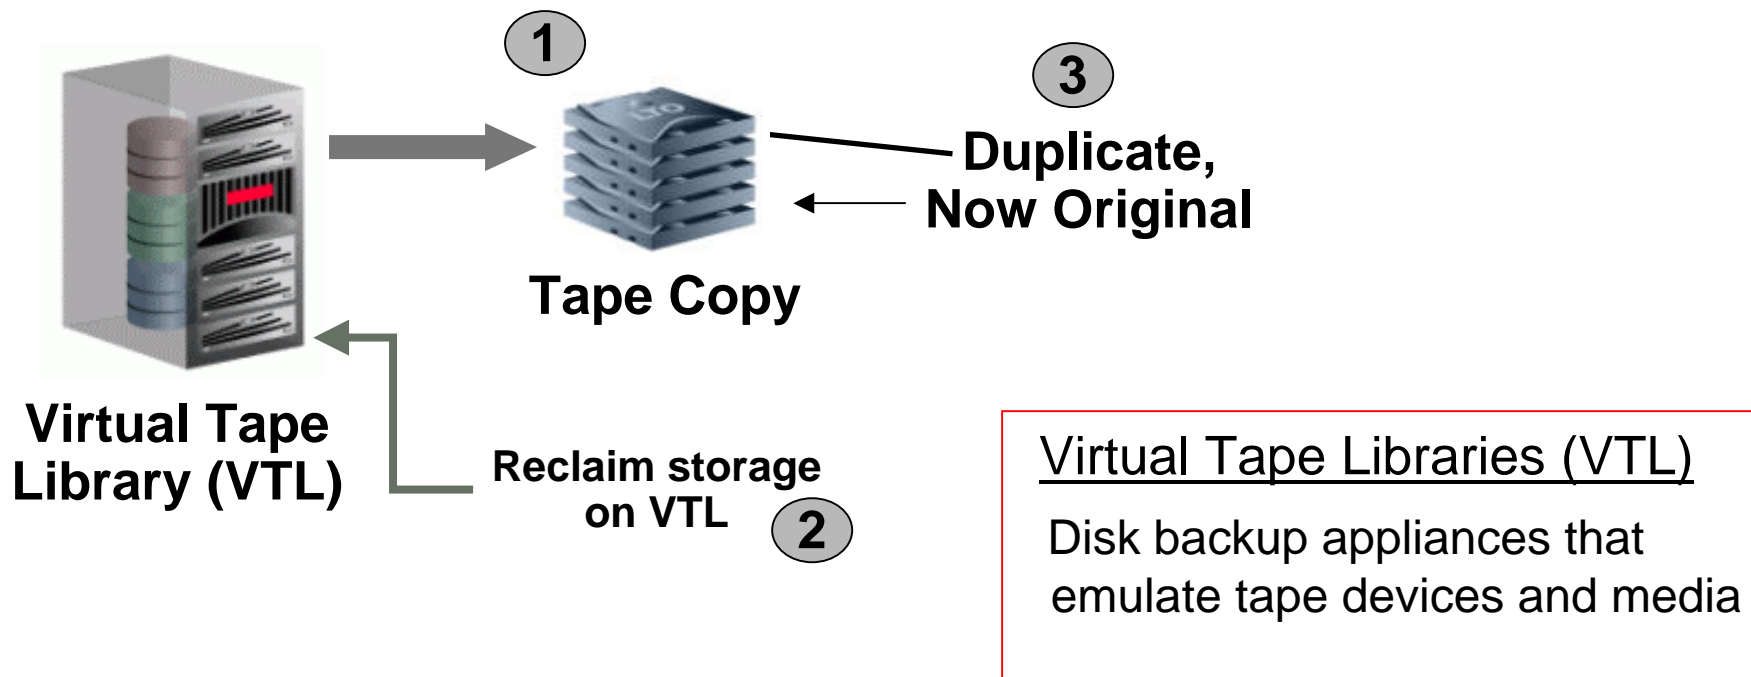 1
LTO
3
Duplicate,
Now Original
Tape Copy
Virtual Tape
Library (VTL)
Reclaim storage
on VTL
2
Virtual Tape Libraries (VTL)
Disk backup appliances that
emulate tape devices and media